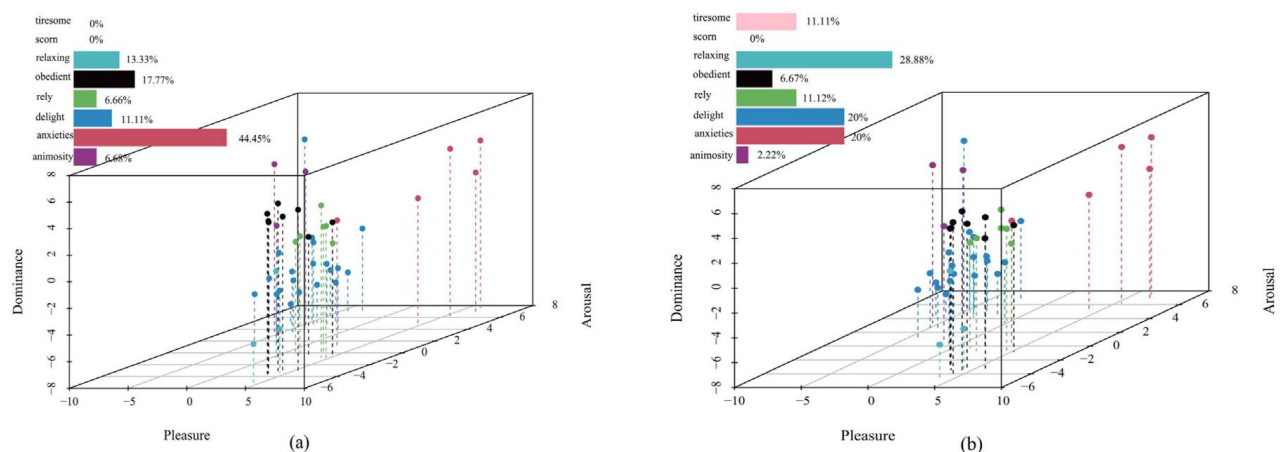 tiresome 0%
scorn 0%
relaxing 13.33%
obedient 17.77%
rely 6.66%
delight 11.11%
anxieties 44.45%
animosity 6.68%
8
6
4
2
0
−2
−4
−6
−8
Dominance
−10 −5 0 5 10
Pleasure
−6 −4 −2 0 2 4 6 8
Arousal
(a)
tiresome 11.11%
scorn 0%
relaxing 28.88%
obedient 6.67%
rely 11.12%
delight 20%
anxieties 20%
animosity 2.22%
8
6
4
2
0
−2
−4
−6
−8
Dominance
−10 −5 0 5 10
Pleasure
−6 −4 −2 0 2 4 6 8
Arousal
(b)